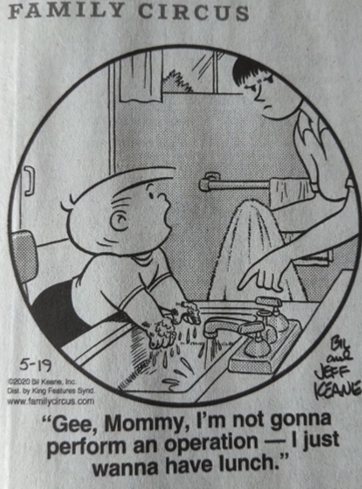 FAMILY CIRCUS
5-19
©2020 Bil Keane, Inc.
Dist. by King Features Synd.
www.familycircus.com
BIL
and
JEFF
KEANE
“Gee, Mommy, I’m not gonna
perform an operation — I just
wanna have lunch.”